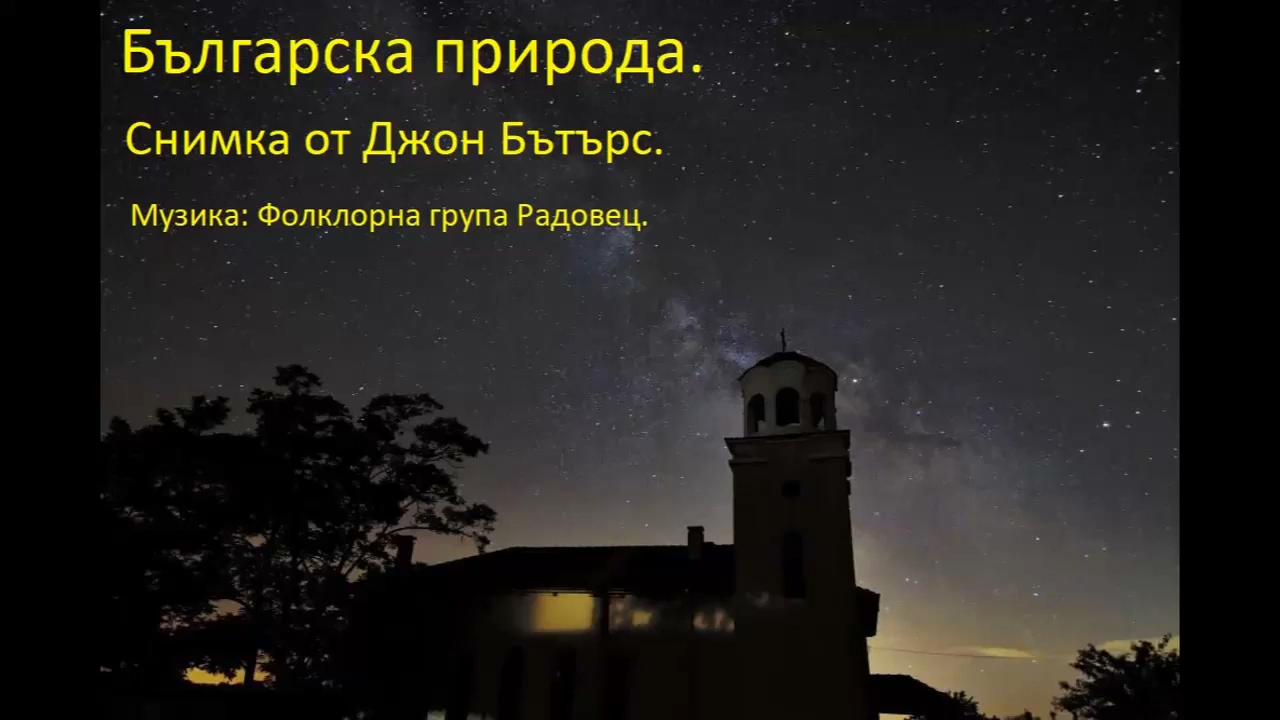 Българска природа.
Снимка от Джон Бътърс.
Музика: Фолклорна група Радовец.